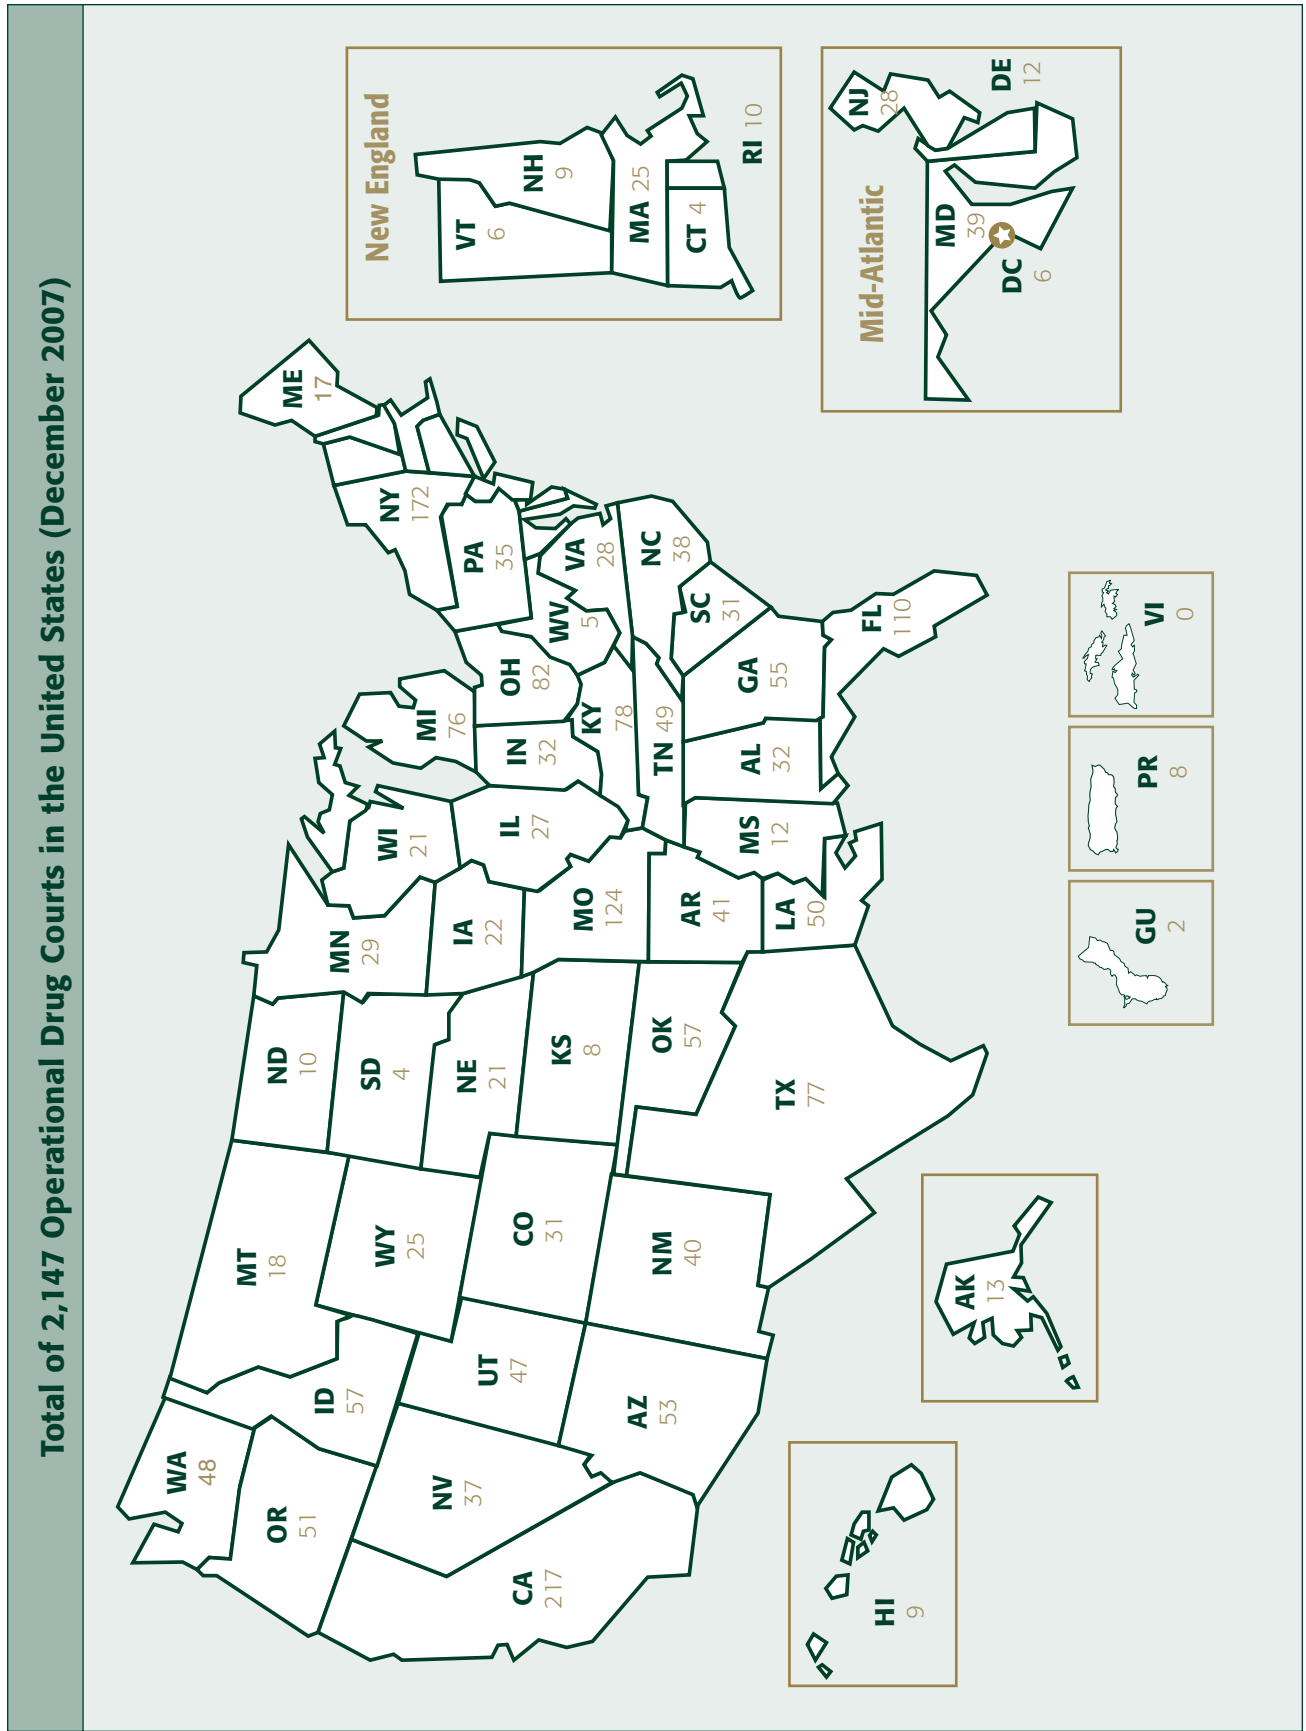 Total of 2,147 Operational Drug Courts in the United States (December 2007)
WA
48
OR
51
CA
217
NV
37
ID
57
MT
18
WY
25
UT
47
AZ
53
CO
31
NM
40
ND
10
SD
4
NE
21
KS
8
OK
57
TX
77
MN
29
IA
22
MO
124
AR
41
LA
50
WI
21
IL
27
MS
12
MI
76
IN
32
OH
82
KY
78
TN 49
AL
32
GA
55
FL
110
SC
31
NC
38
VA
28
WV
5
PA
35
NY
172
ME
17
New England
VT
6
NH
9
MA 25
CT 4
RI 10
Mid-Atlantic
NJ
28
DE
12
MD
39
DC
6
HI
9
AK
13
GU
2
PR
8
VI
0